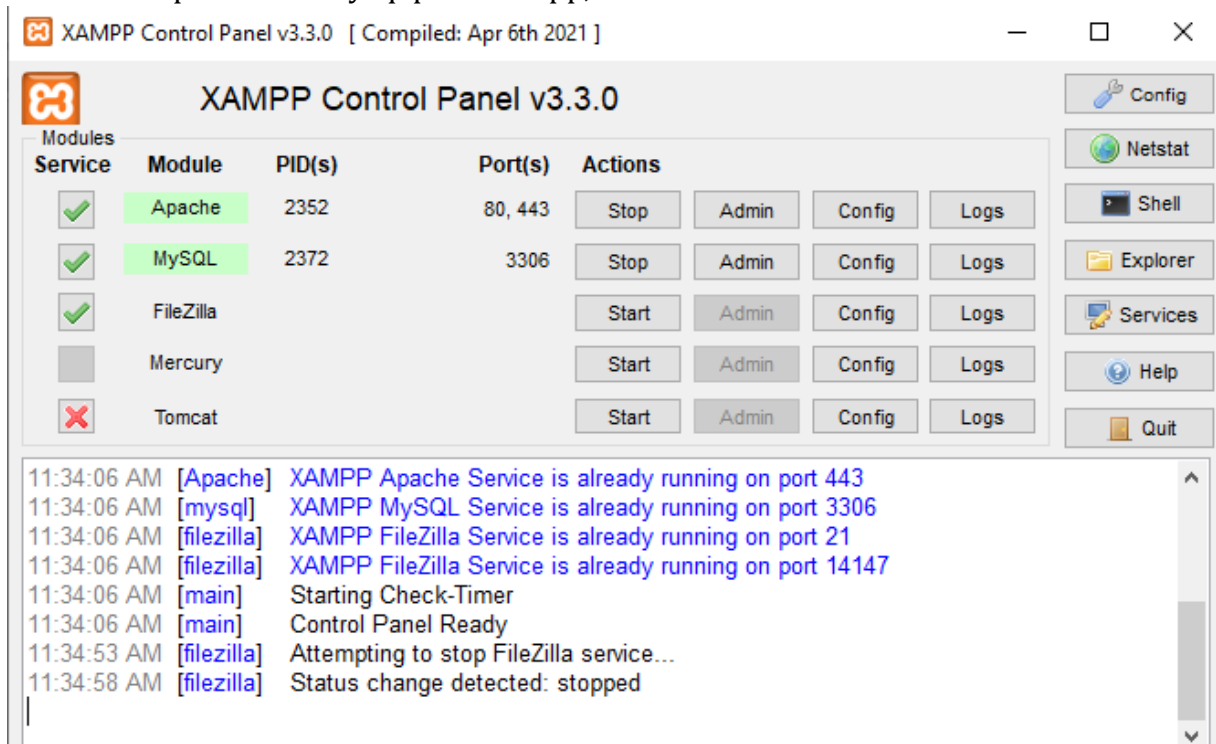 XAMPP Control Panel v3.3.0 [ Compiled: Apr 6th 2021 ]
XAMPP Control Panel v3.3.0
Config
Modules
Netstat
Service Module PID(s) Port(s) Actions
Apache 2352 80, 443 Stop Admin Config Logs
Shell
MySQL 2372 3306 Stop Admin Config Logs
Explorer
FileZilla Start Admin Config Logs
Services
Mercury Start Admin Config Logs
Help
Tomcat Start Admin Config Logs
Quit
11:34:06 AM [Apache] XAMPP Apache Service is already running on port 443
11:34:06 AM [mysql] XAMPP MySQL Service is already running on port 3306
11:34:06 AM [filezilla] XAMPP FileZilla Service is already running on port 21
11:34:06 AM [filezilla] XAMPP FileZilla Service is already running on port 14147
11:34:06 AM [main] Starting Check-Timer
11:34:06 AM [main] Control Panel Ready
11:34:53 AM [filezilla] Attempting to stop FileZilla service...
11:34:58 AM [filezilla] Status change detected: stopped